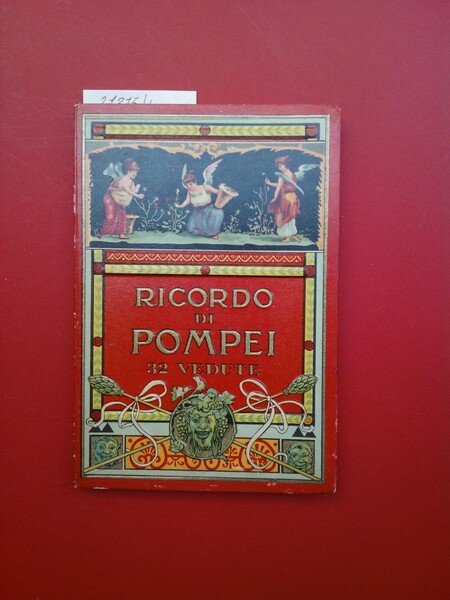 RICORDO
DI
POMPEI
32 VEDUTE